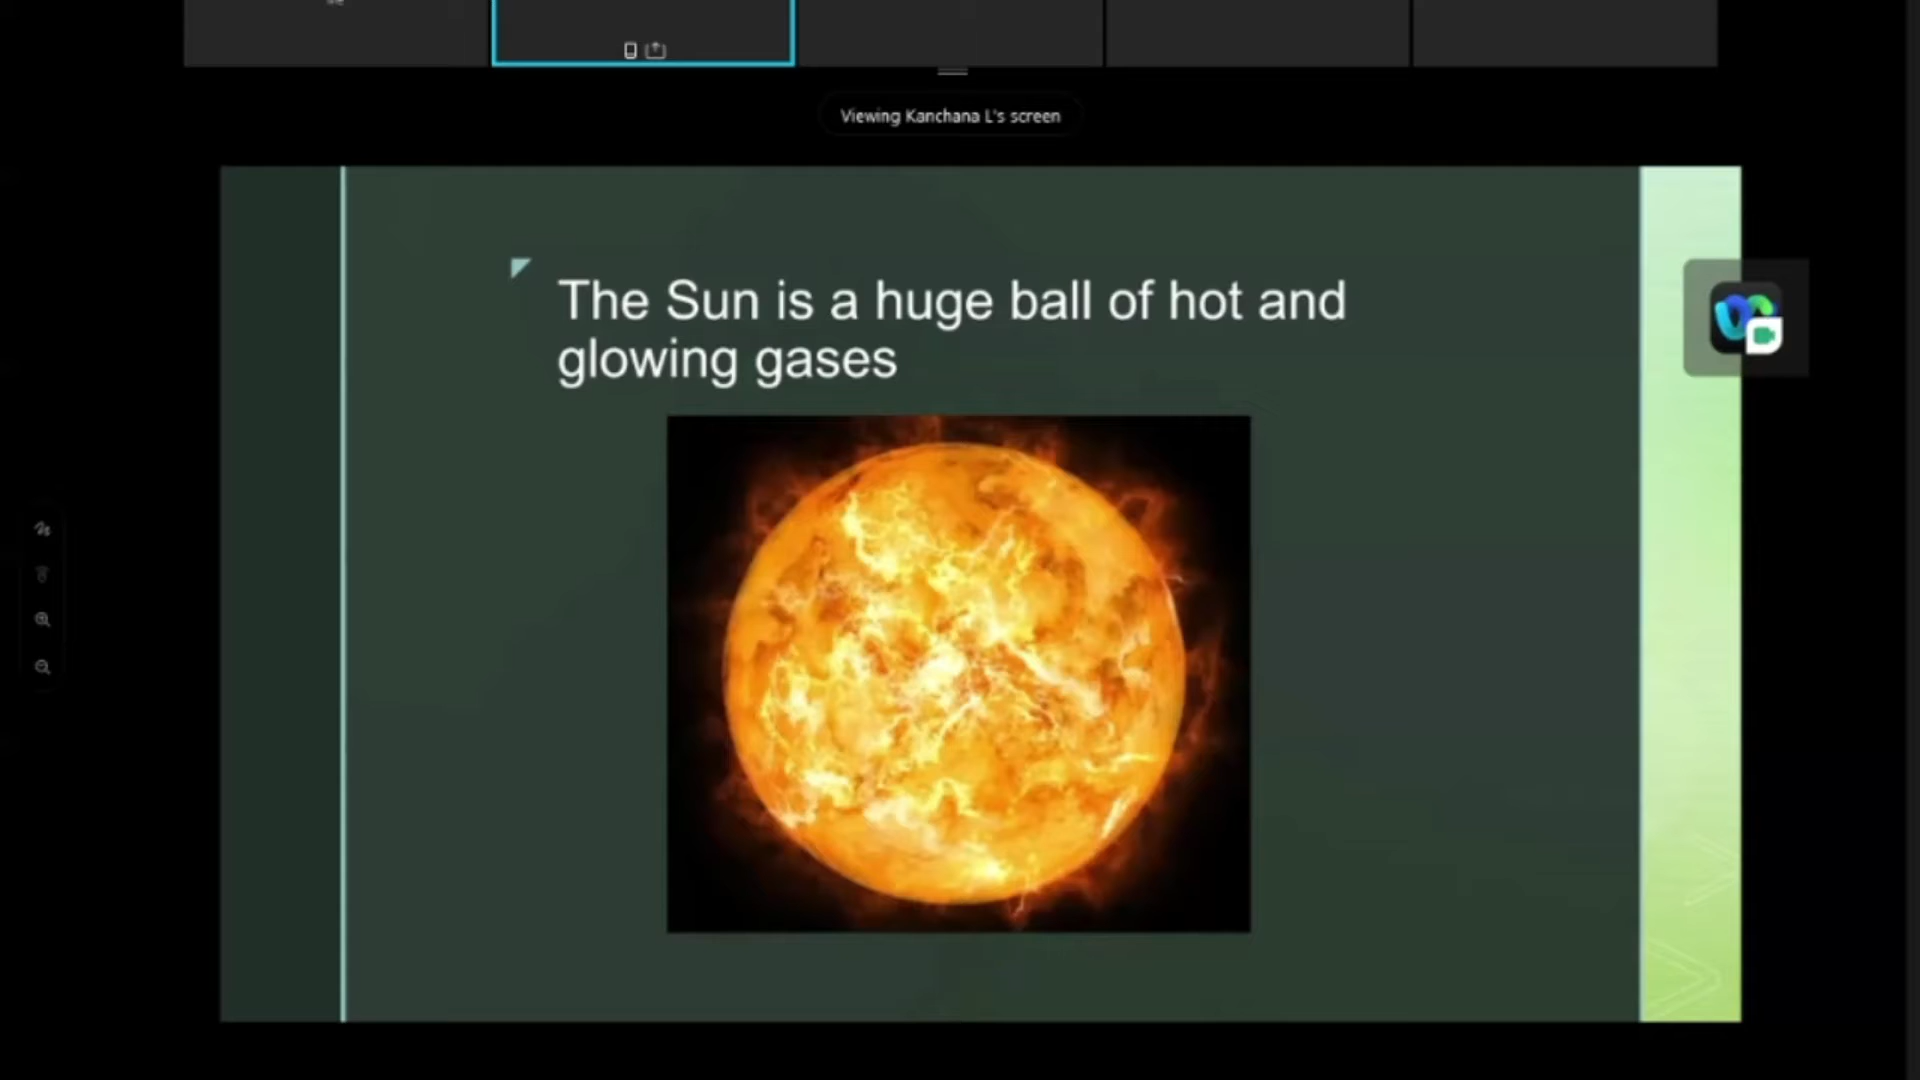 Viewing Kanchana L's screen
The Sun is a huge ball of hot and
glowing gases